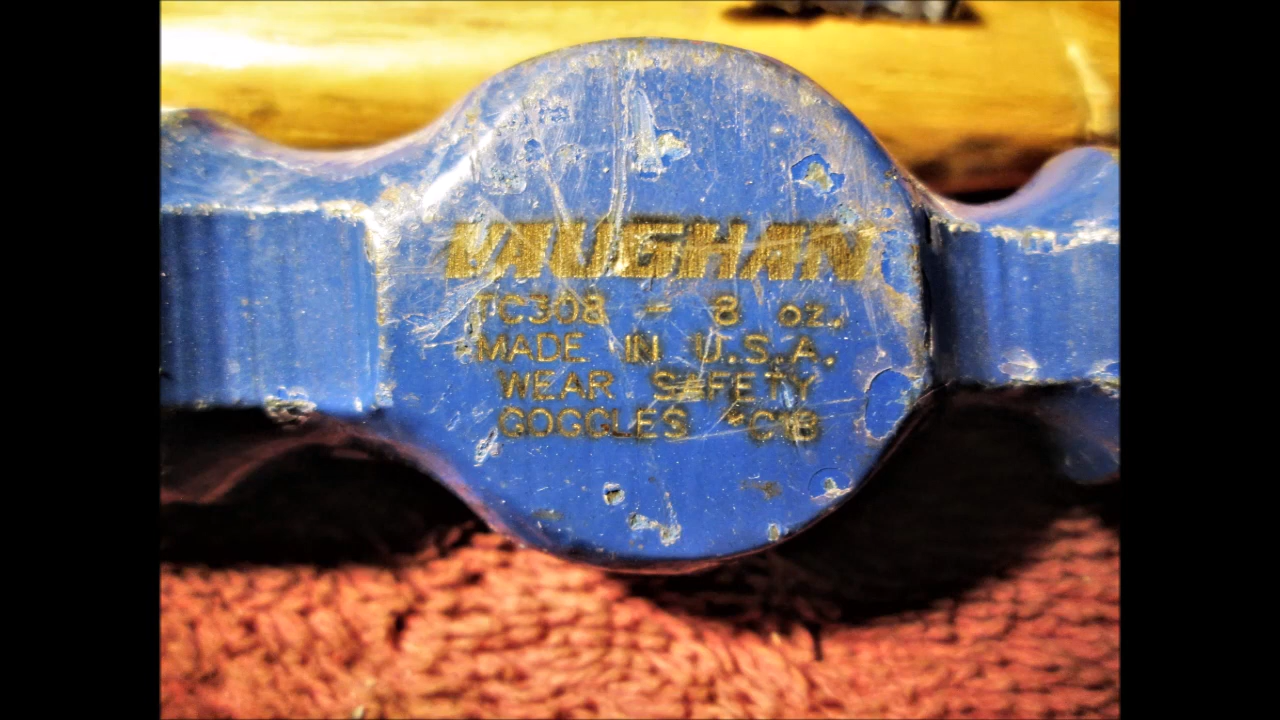 VAUGHAN
TC308 - 8 oz.
MADE IN U.S.A.
WEAR SAFETY
GOGGLES